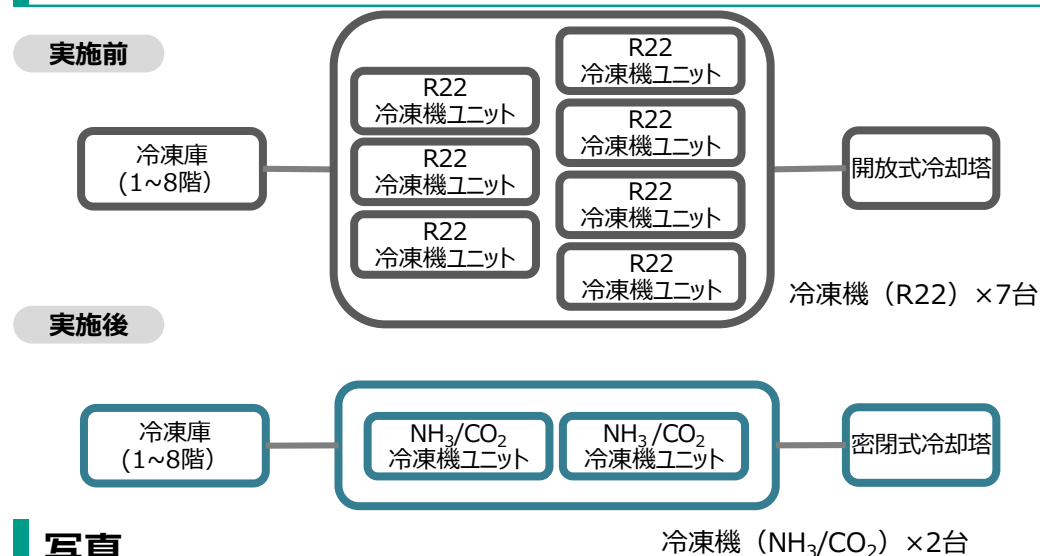 実施前
R22
冷凍機ユニット
R22
冷凍機ユニット
R22
冷凍機ユニット
R22
冷凍機ユニット
R22
冷凍機ユニット
R22
冷凍機ユニット
R22
冷凍機ユニット
冷凍庫
(1~8階）
開放式冷却塔
冷凍機（R22）×7台
実施後
冷凍庫
(1~8階）
NH₃/CO₂
冷凍機ユニット
NH₃/CO₂
冷凍機ユニット
密閉式冷却塔
冷凍機（NH₃/CO₂）×2台
写真